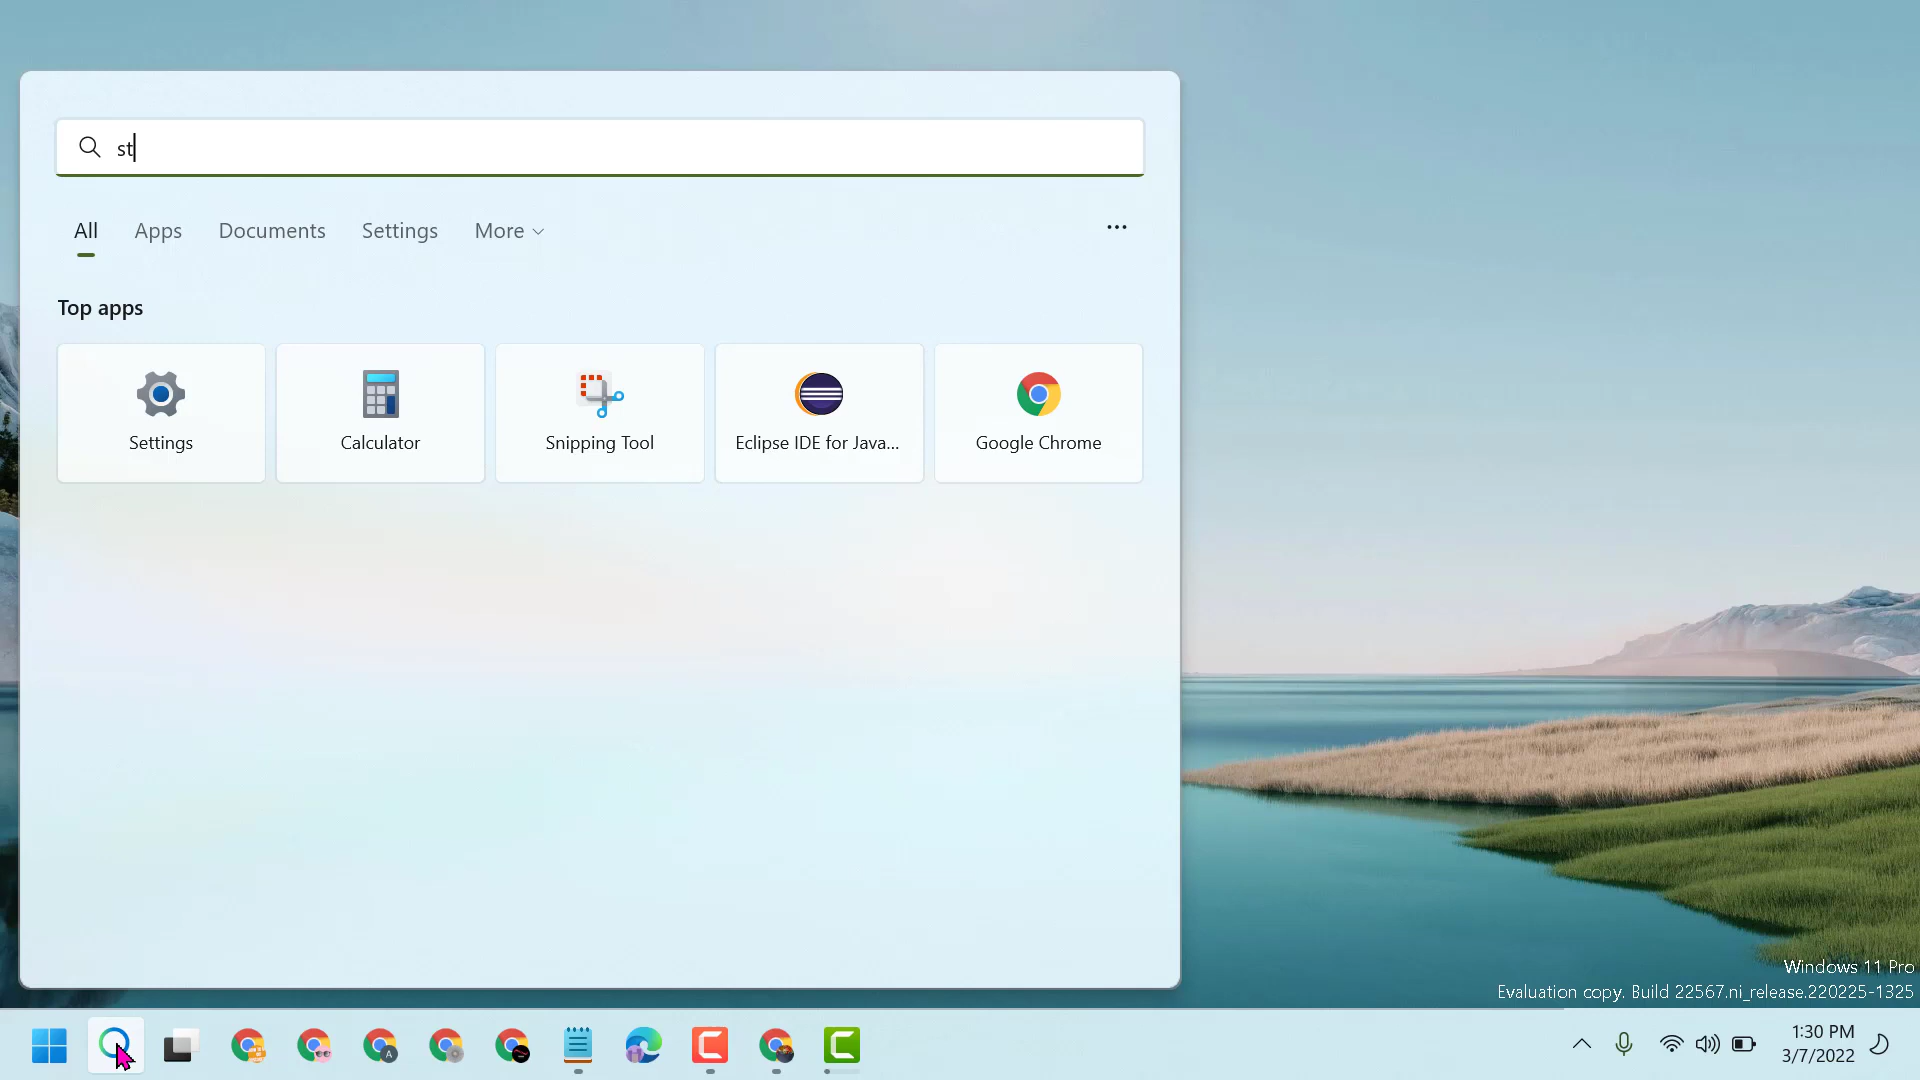 st
All Apps Documents Settings More
Top apps
Settings Calculator Snipping Tool Eclipse IDE for Java... Google Chrome
Windows 11 Pro
Evaluation copy. Build 22567.ni_release.220225-1325
A
1:30 PM
3/7/2022